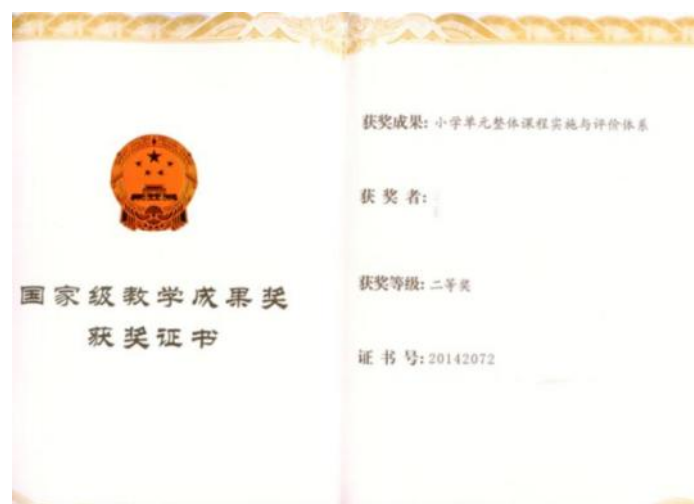 国家级教学成果奖
获奖证书
获奖成果: 小学单元整体课程实施与评价体系
获 奖 者:
获奖等级: 二等奖
证 书 号: 20142072